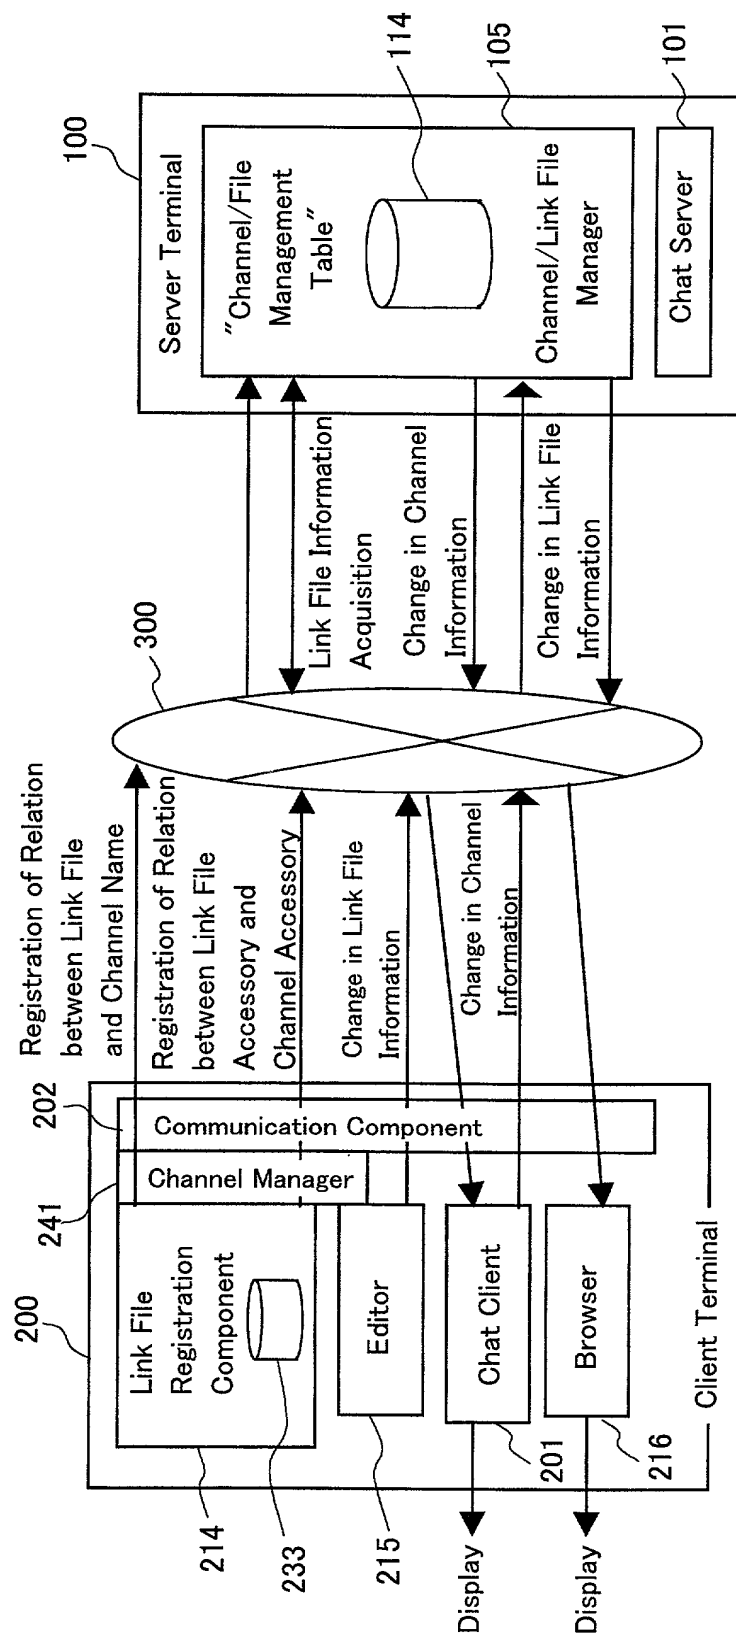 200
241
202
Registration of Relation
between Link File
and Channel Name
Registration of Relation
between Link File
Accessory and
Channel Accessory
300
100
Server Terminal
"Channel/File
Management
Table"
114
Channel/Link File
Manager
105
Chat Server
101
Link File Information
Acquisition
Change in Channel
Information
Change in Link File
Information
Change in Link File
Information
Change in Channel
Information
Communication Component
Channel Manager
Link File
Registration
Component
Editor
Chat Client
Browser
Client Terminal
214
233
215
201
216
Display
Display